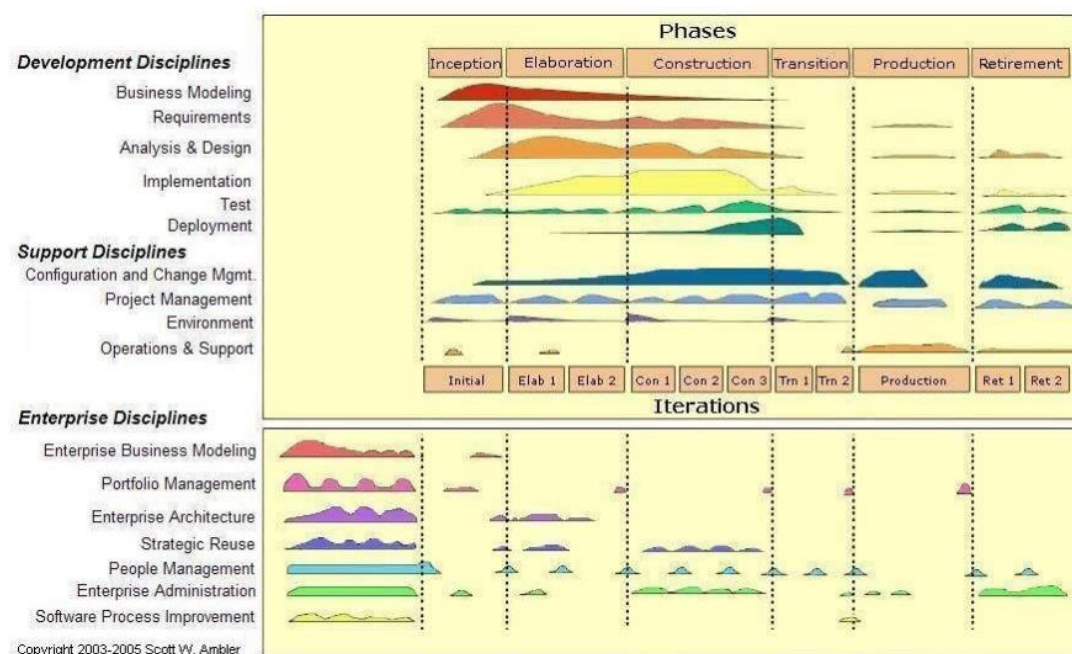 Phases
Development Disciplines
Inception Elaboration Construction Transition Production Retirement
Business Modeling
Requirements
Analysis & Design
Implementation
Test
Deployment
Support Disciplines
Configuration and Change Mgmt.
Project Management
Environment
Operations & Support
Initial Elab 1 Elab 2 Con 1 Con 2 Con 3 Trn 1 Trn 2 Production Ret 1 Ret 2
Iterations
Enterprise Disciplines
Enterprise Business Modeling
Portfolio Management
Enterprise Architecture
Strategic Reuse
People Management
Enterprise Administration
Software Process Improvement
Copyright 2003-2005 Scott W. Ambler